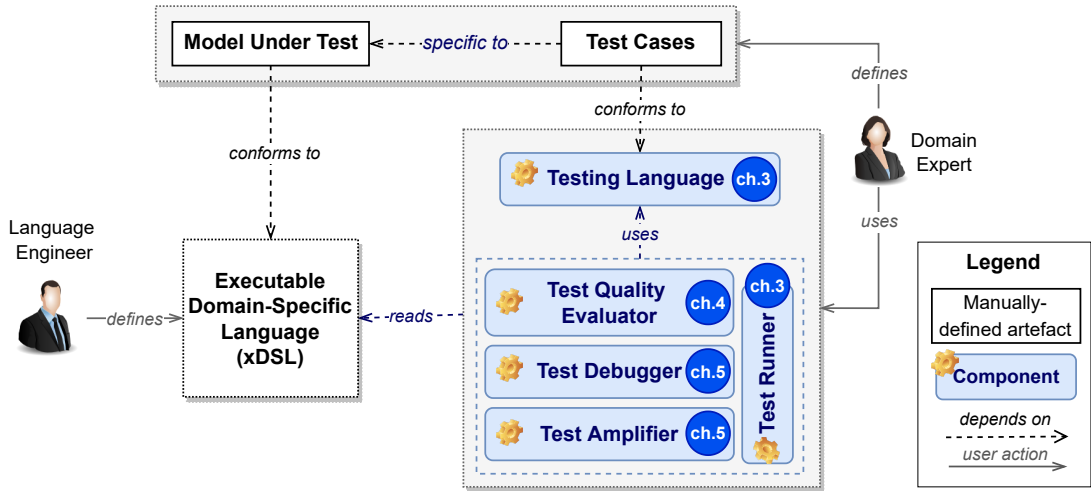 Model Under Test
specific to
Test Cases
defines
conforms to
conforms to
Domain
Expert
Testing Language
ch.3
uses
uses
Language
Engineer
defines
Executable
Domain-Specific
Language
(xDSL)
reads
Test Quality
Evaluator
ch.4
ch.3
Test Runner
Test Debugger
ch.5
Test Amplifier
ch.5
Legend
Manually-
defined artefact
Component
depends on
user action